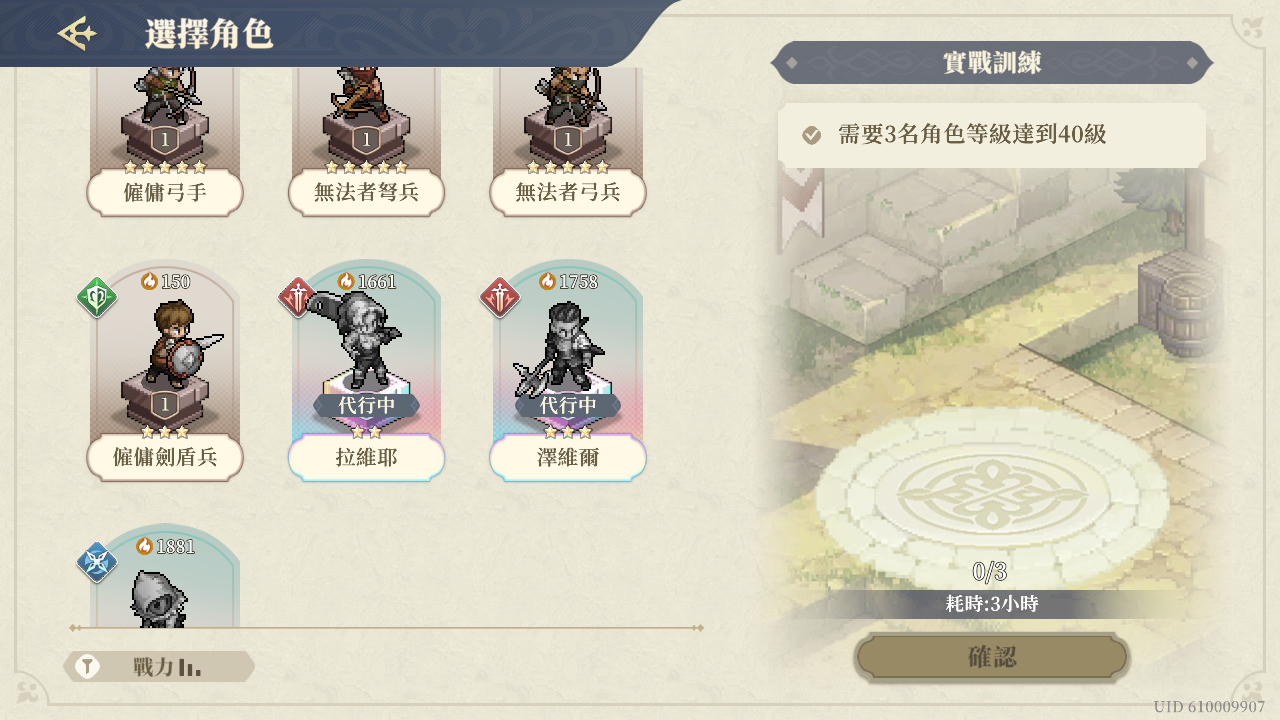 選擇角色
實戰訓練
需要3名角色等級達到40級
1
1
1
僱傭弓手
無法者弩兵
無法者弓兵
150
1661
1758
1
代行中
代行中
僱傭劍盾兵
拉維耶
澤維爾
1881
0/3
耗時:3小時
戰力
確認
UID 610009907